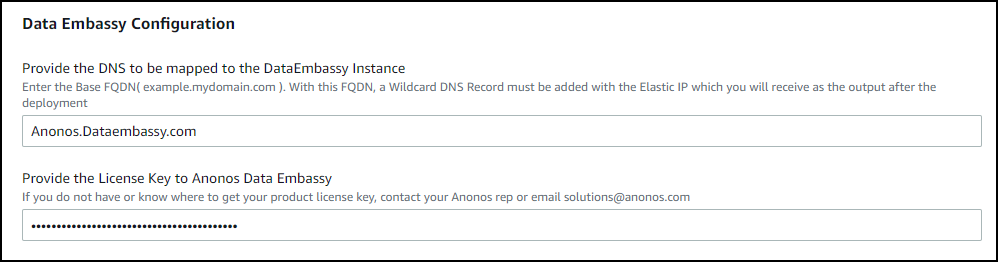 Data Embassy Configuration
Provide the DNS to be mapped to the DataEmbassy Instance
Enter the Base FQDN( example.mydomain.com ). With this FQDN, a Wildcard DNS Record must be added with the Elastic IP which you will receive as the output after the
deployment
Anonos.Dataembassy.com
Provide the License Key to Anonos Data Embassy
If you do not have or know where to get your product license key, contact your Anonos rep or email solutions@anonos.com